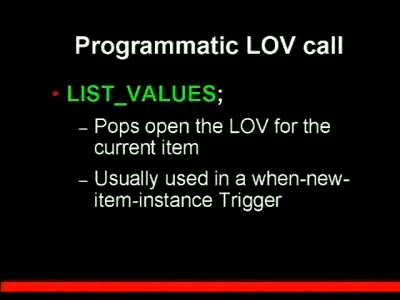 Programmatic LOV call
• LIST_VALUES;
– Pops open the LOV for the
current item
– Usually used in a when-new-
item-instance Trigger